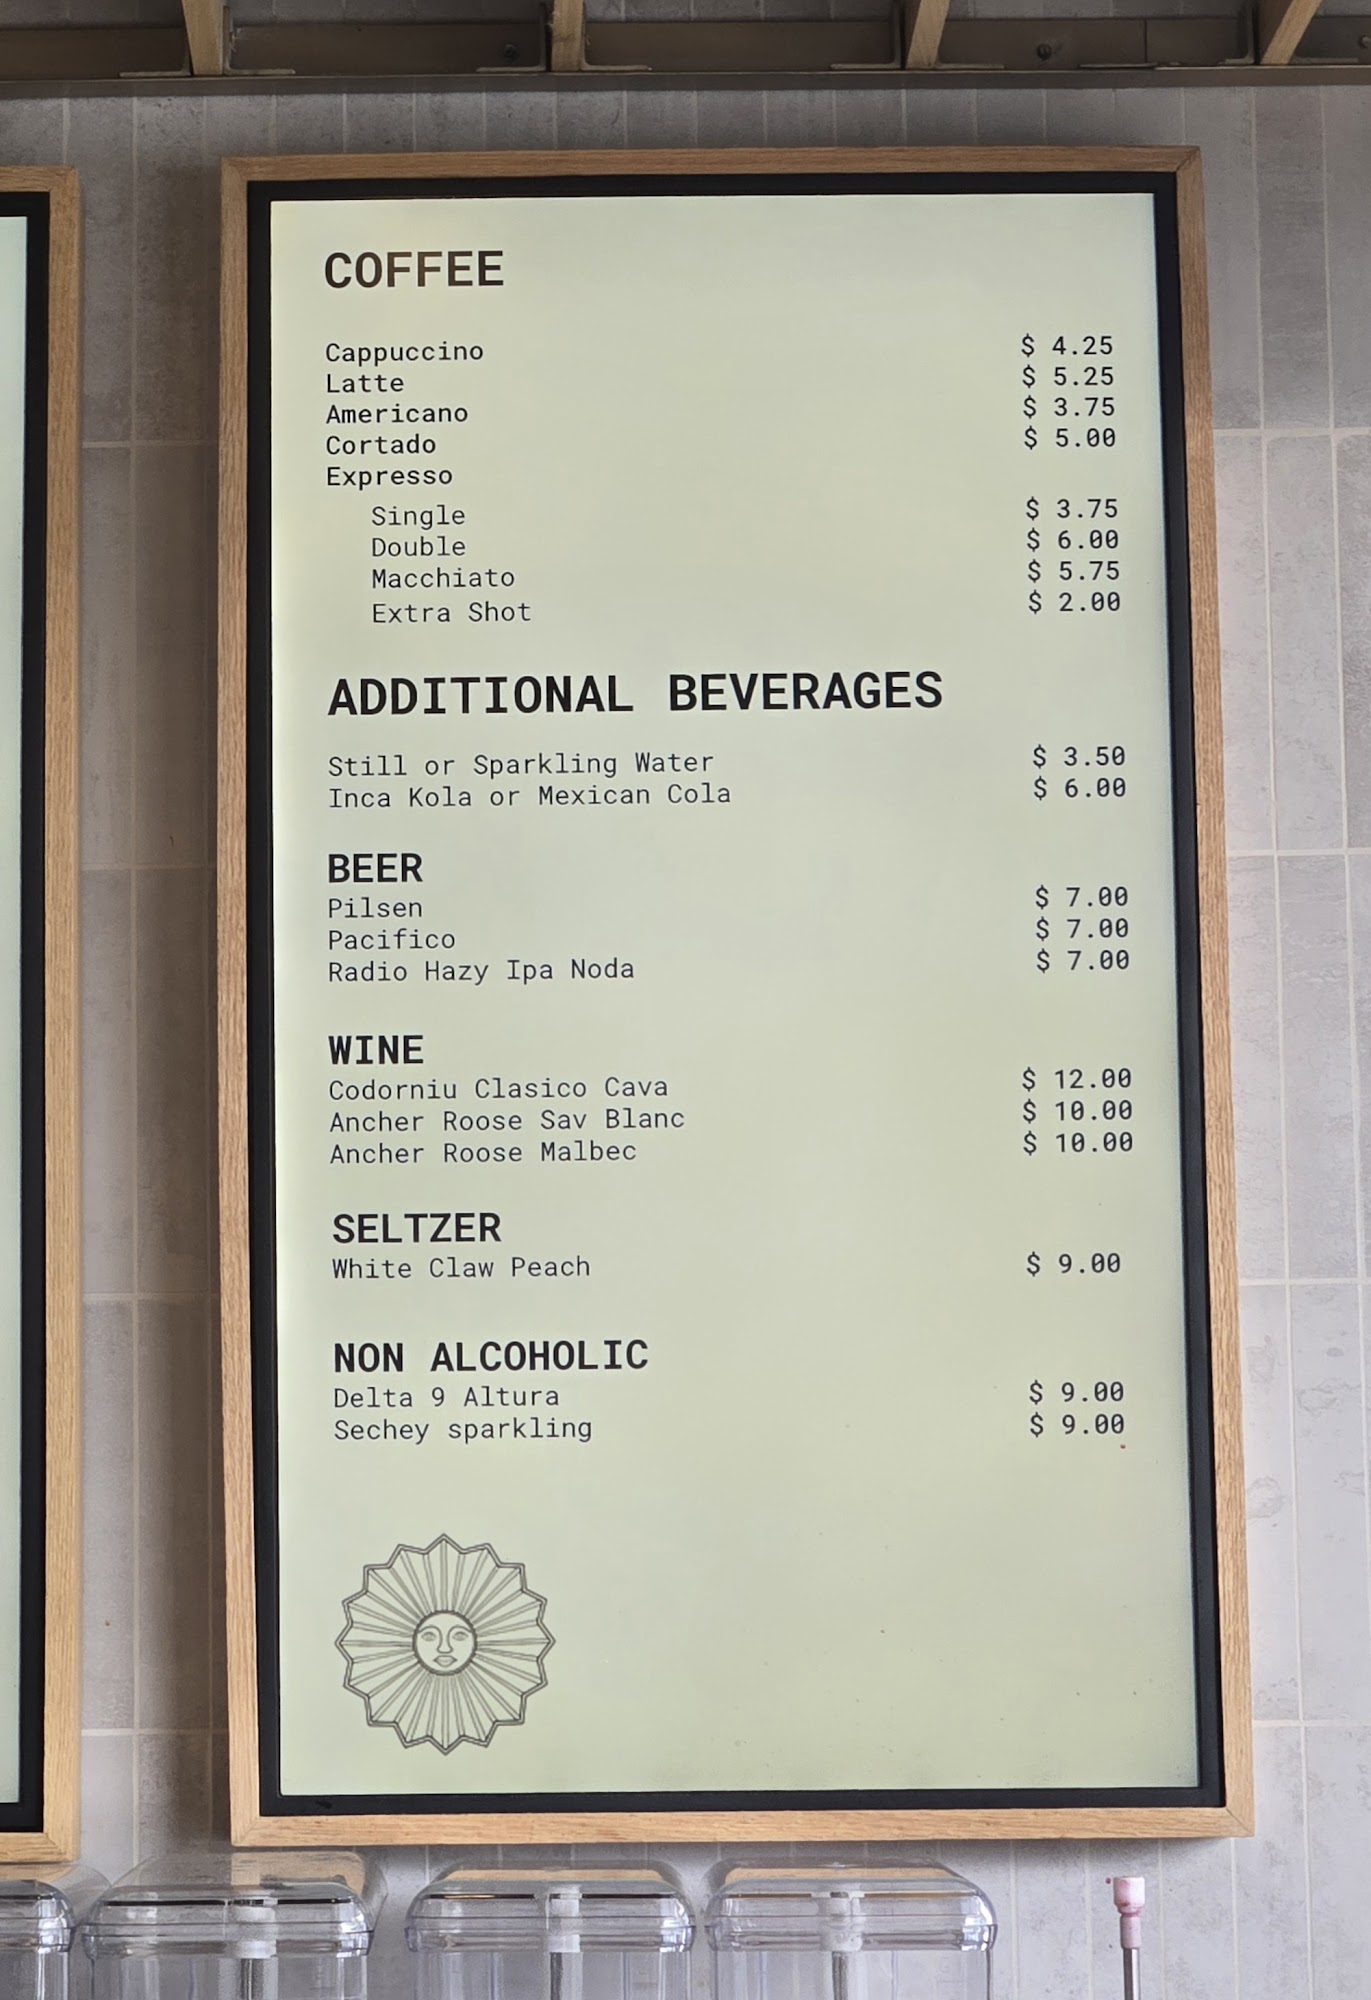 COFFEE
Cappuccino $ 4.25
Latte $ 5.25
Americano $ 3.75
Cortado $ 5.00
Expresso
Single $ 3.75
Double $ 6.00
Macchiato $ 5.75
Extra Shot $ 2.00
ADDITIONAL BEVERAGES
Still or Sparkling Water $ 3.50
Inca Kola or Mexican Cola $ 6.00
BEER
Pilsen $ 7.00
Pacifico $ 7.00
Radio Hazy Ipa Noda $ 7.00
WINE
Codorniu Clasico Cava $ 12.00
Ancher Roose Sav Blanc $ 10.00
Ancher Roose Malbec $ 10.00
SELTZER
White Claw Peach $ 9.00
NON ALCOHOLIC
Delta 9 Altura $ 9.00
Sechey sparkling $ 9.00